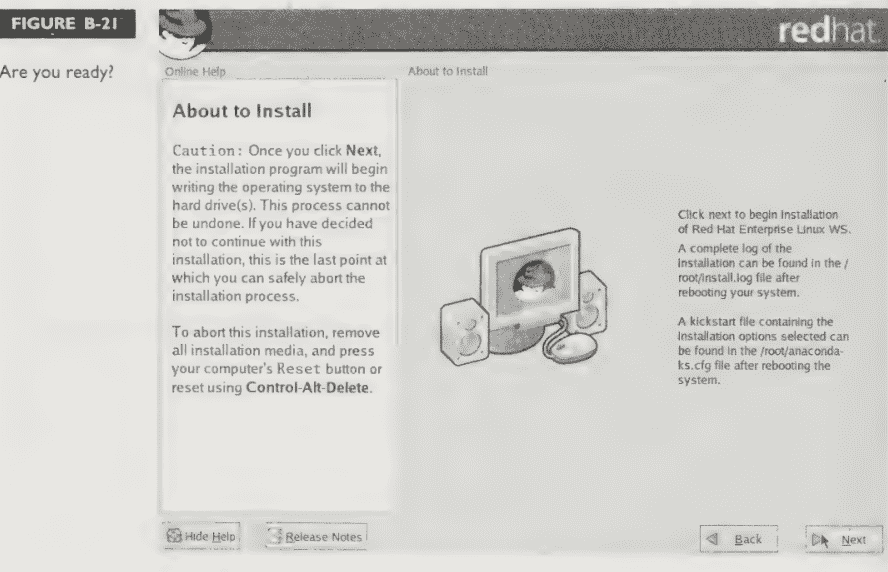 FIGURE B-21
Are you ready?
redhat.
Online Help
About to Install
About to Install
Caution: Once you click Next,
the installation program will begin
writing the operating system to the
hard drive(s). This process cannot
be undone. If you have decided
not to continue with this
installation, this is the last point at
which you can safely abort the
installation process.
To abort this installation, remove
all installation media, and press
your computer's Reset button or
reset using Control-Alt-Delete.
Click next to begin installation
of Red Hat Enterprise Linux WS.
A complete log of the
installation can be found in the /
root/install.log file after
rebooting your system.
A kickstart file containing the
installation options selected can
be found in the /root/anaconda-
ks.cfg file after rebooting the
system.
Hide Help
Release Notes
Back
Next